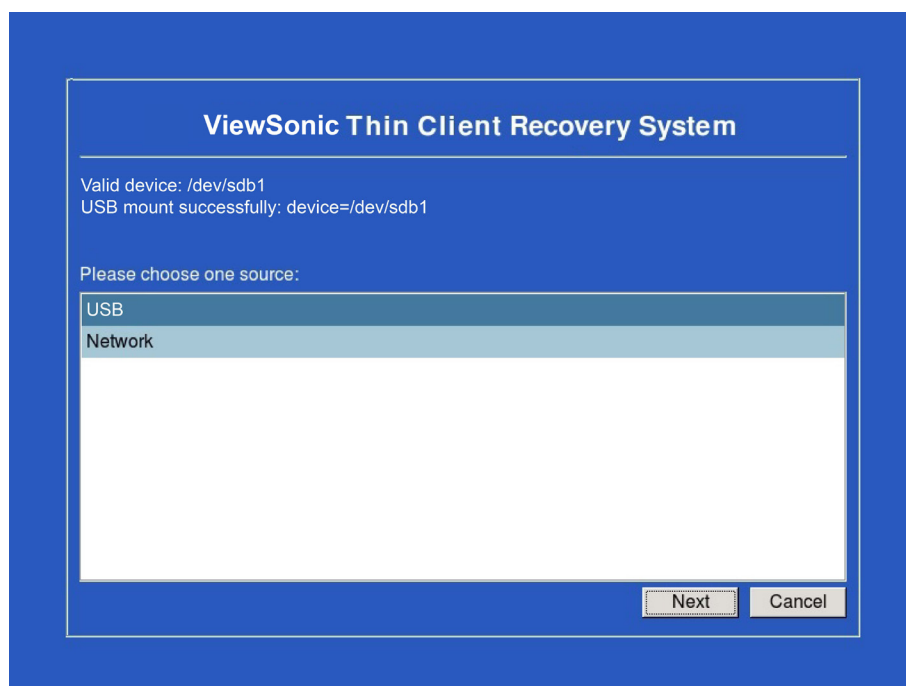 ViewSonic Thin Client Recovery System
Valid device: /dev/sdb1
USB mount successfully: device=/dev/sdb1
Please choose one source:
USB
Network
Next Cancel